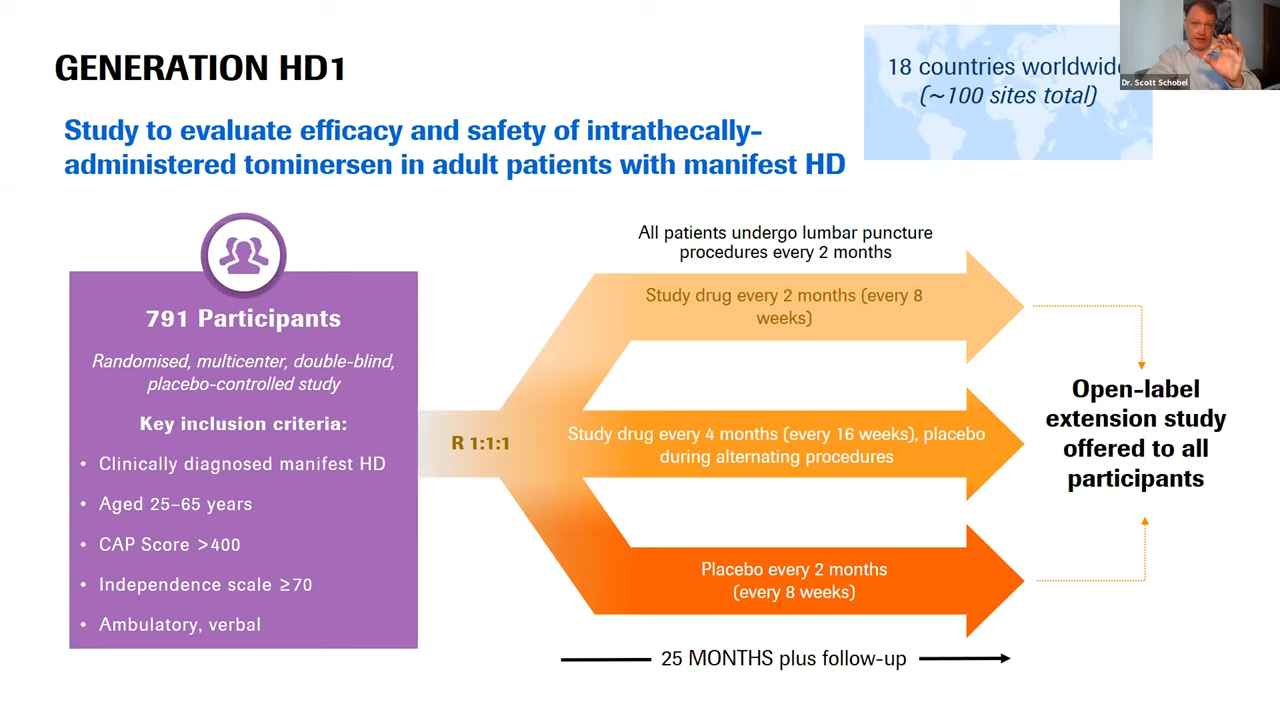 GENERATION HD1
18 countries worldwide
(~100 sites total)
Dr. Scott Schobel
Study to evaluate efficacy and safety of intrathecally-
administered tominersen in adult patients with manifest HD
791 Participants
Randomised, multicenter, double-blind,
placebo-controlled study
Key inclusion criteria:
• Clinically diagnosed manifest HD
• Aged 25–65 years
• CAP Score >400
• Independence scale ≥70
• Ambulatory, verbal
R 1:1:1
All patients undergo lumbar puncture
procedures every 2 months
Study drug every 2 months (every 8
weeks)
Study drug every 4 months (every 16 weeks), placebo
during alternating procedures
Placebo every 2 months
(every 8 weeks)
25 MONTHS plus follow-up
Open-label
extension study
offered to all
participants